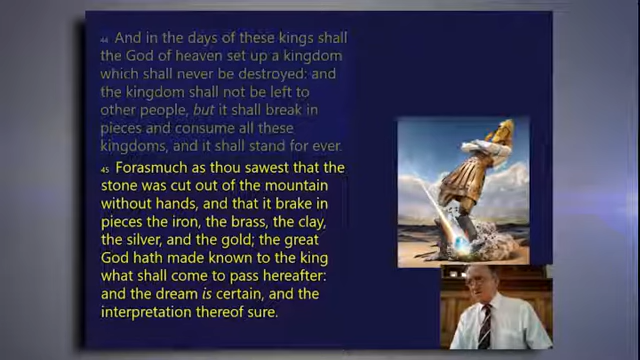 44 And in the days of these kings shall
the God of heaven set up a kingdom
which shall never be destroyed: and
the kingdom shall not be left to
other people, but it shall break in
pieces and consume all these
kingdoms, and it shall stand for ever.
45 Forasmuch as thou sawest that the
stone was cut out of the mountain
without hands, and that it brake in
pieces the iron, the brass, the clay,
the silver, and the gold; the great
God hath made known to the king
what shall come to pass hereafter:
and the dream is certain, and the
interpretation thereof sure.